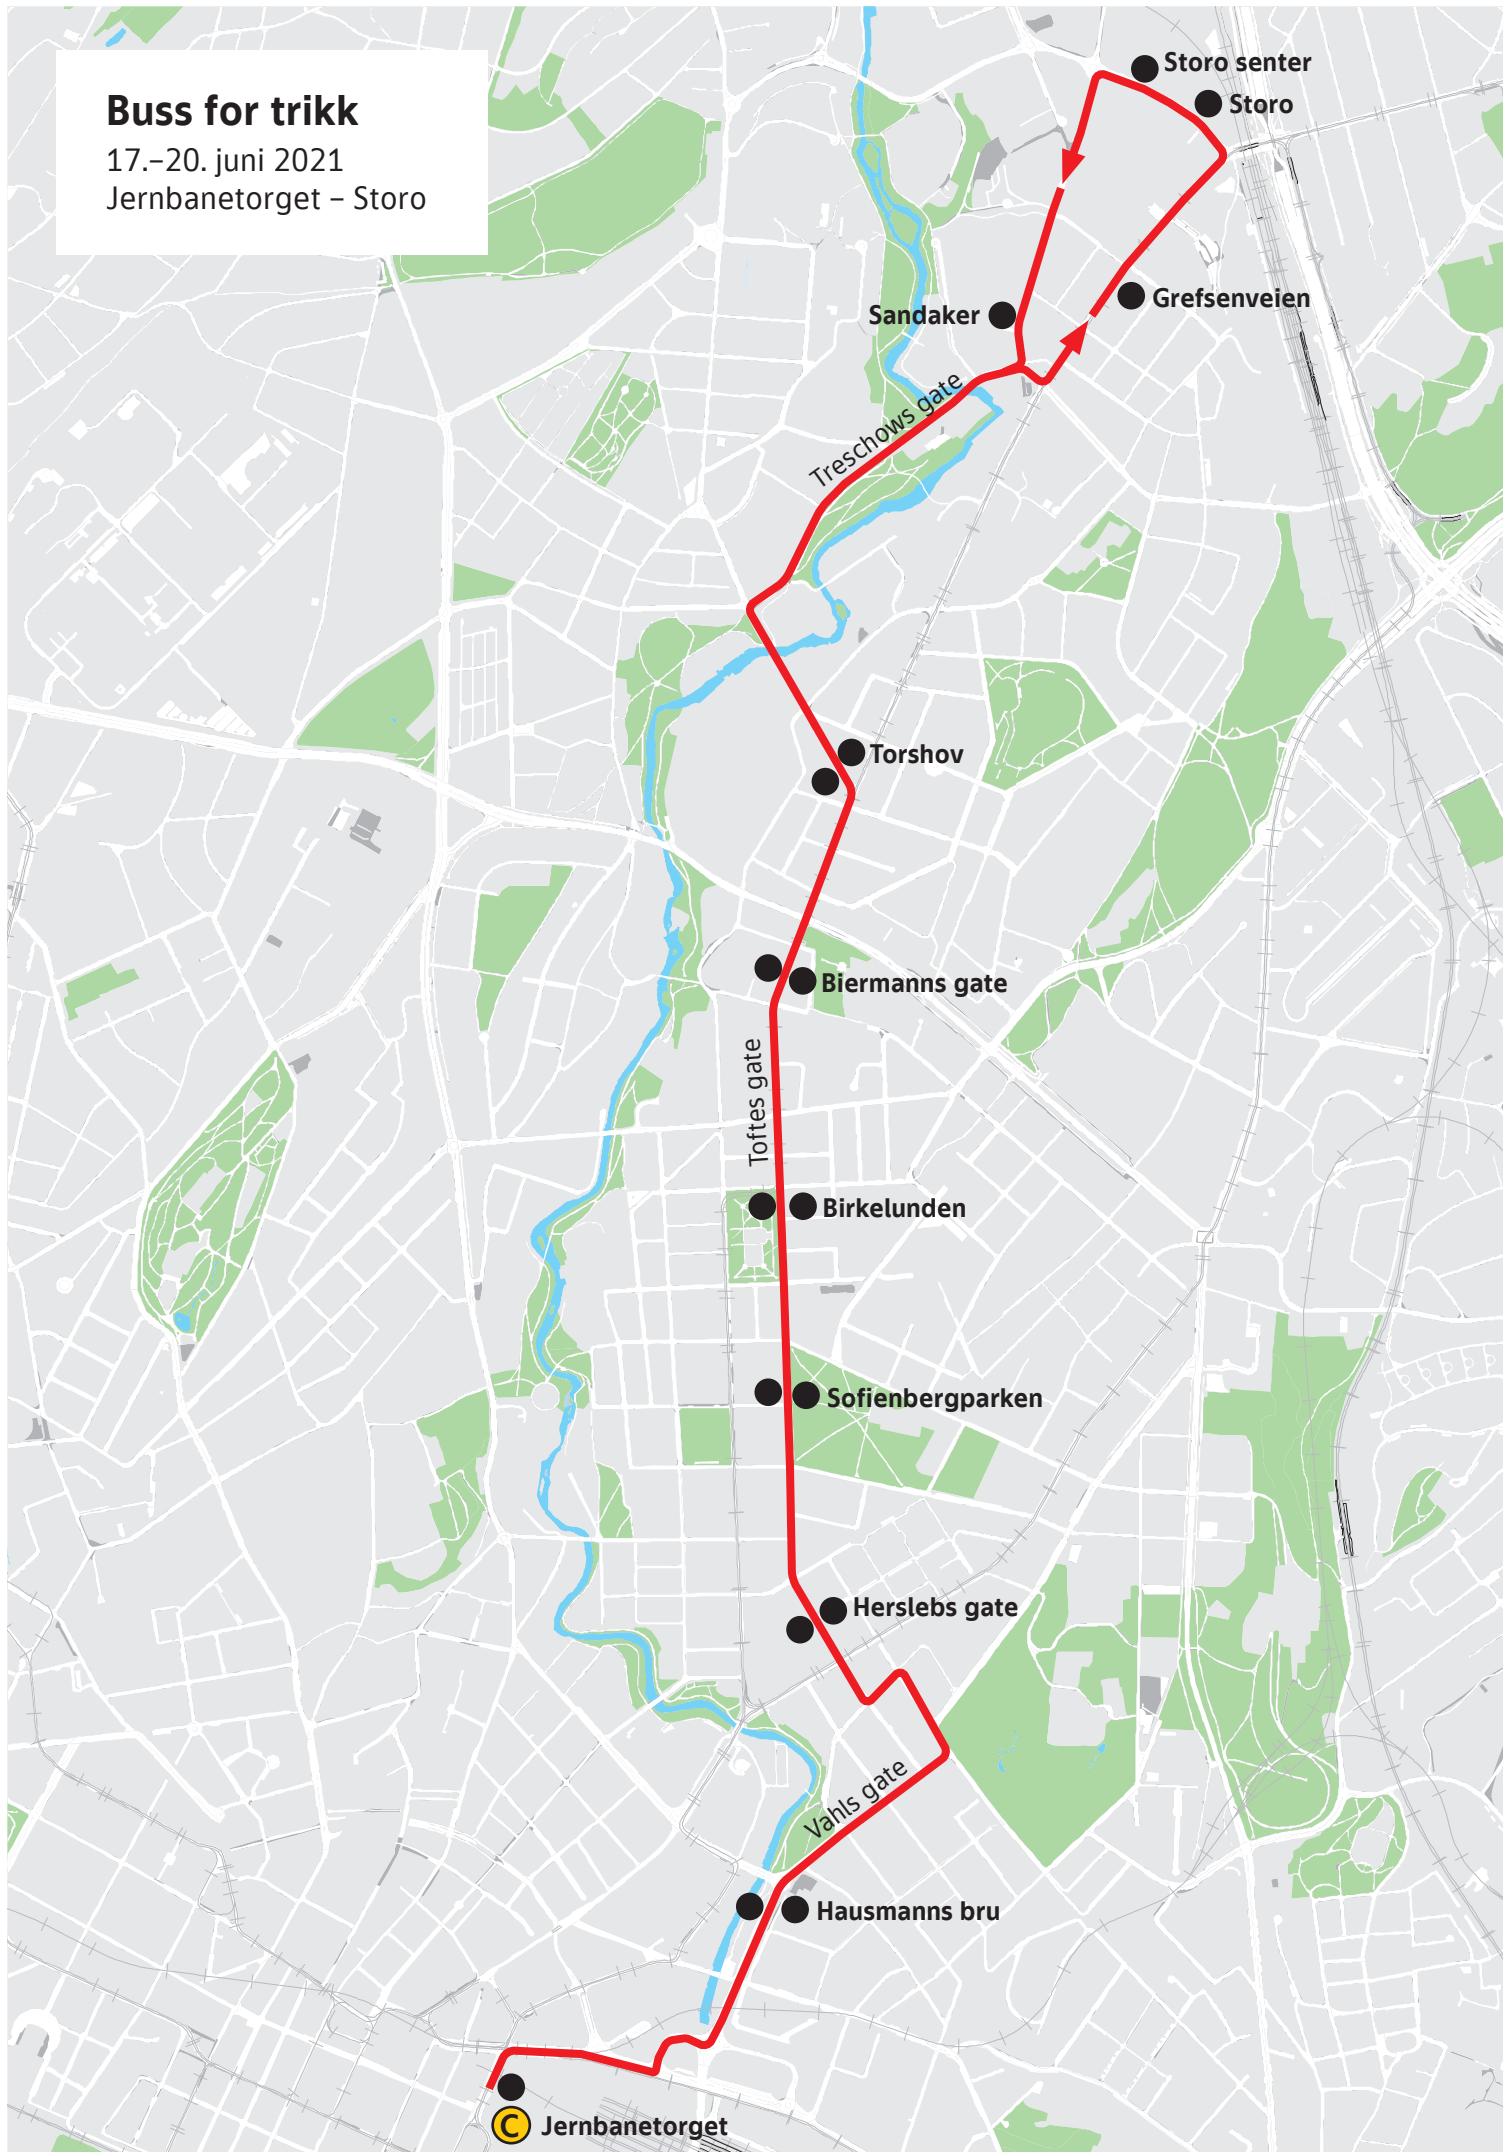 Buss for trikk
17.–20. juni 2021
Jernbanetorget – Storo
Storo senter
Storo
Grefsenveien
Sandaker
Treschows gate
Torshov
Biermanns gate
Toftes gate
Birkelunden
Sofienbergparken
Herslebs gate
Vahls gate
Hausmanns bru
C Jernbanetorget